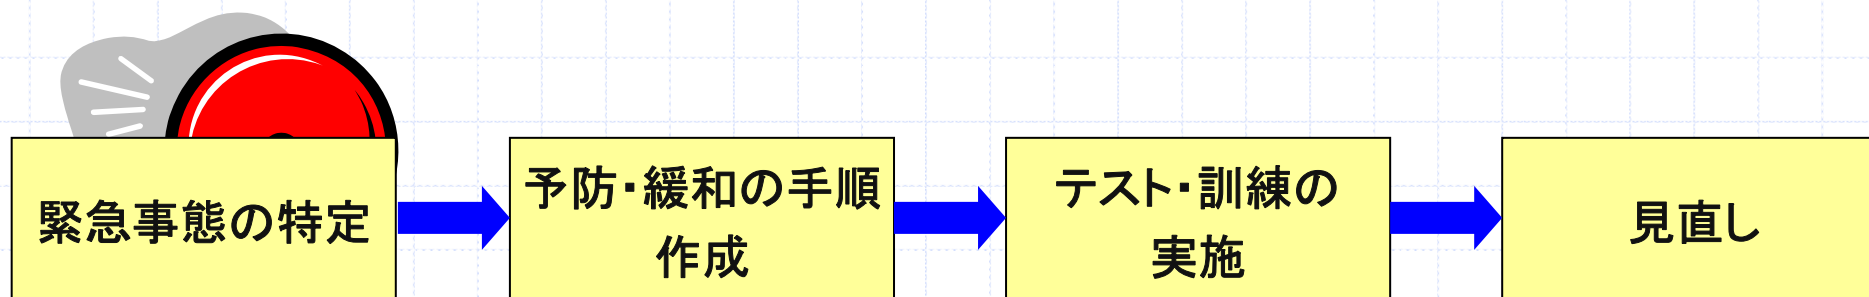 緊急事態の特定
予防・緩和の手順
作成
テスト・訓練の
実施
見直し